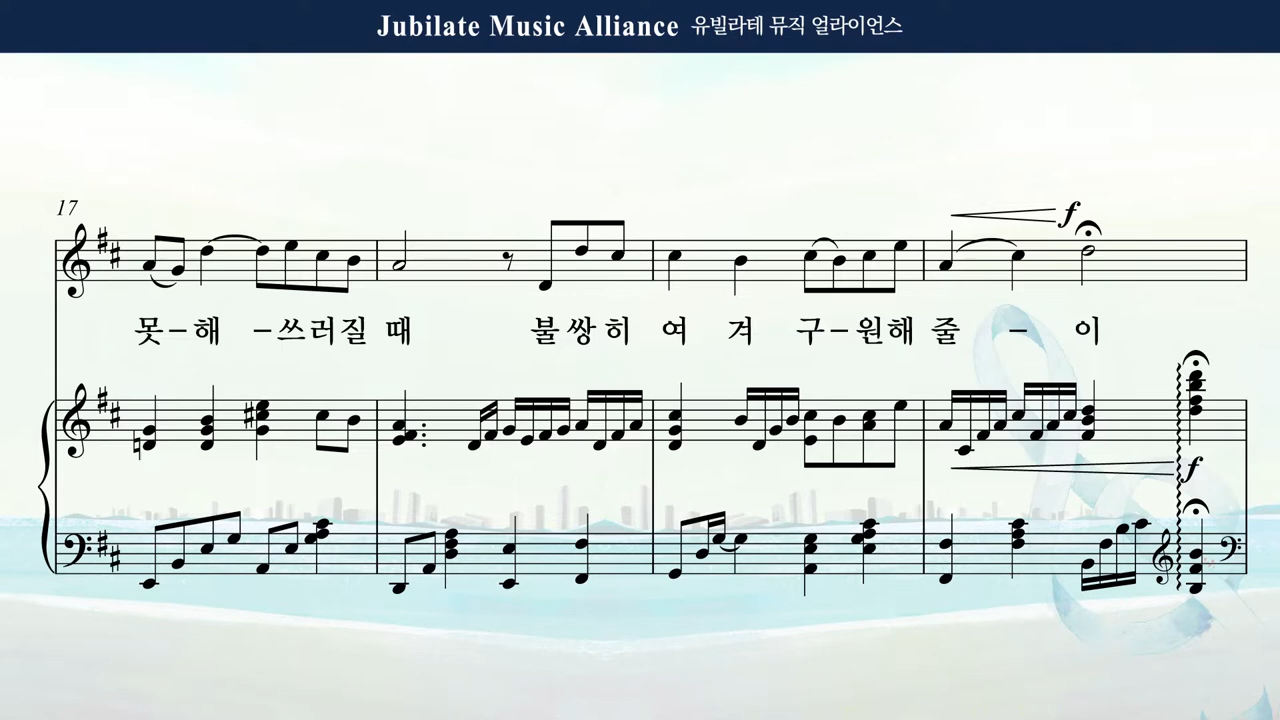 Jubilate Music Alliance 유빌라테 뮤직 얼라이언스
17
f
못-해 -쓰러질 때 불쌍히 여 겨 구-원해 줄 - 이
f